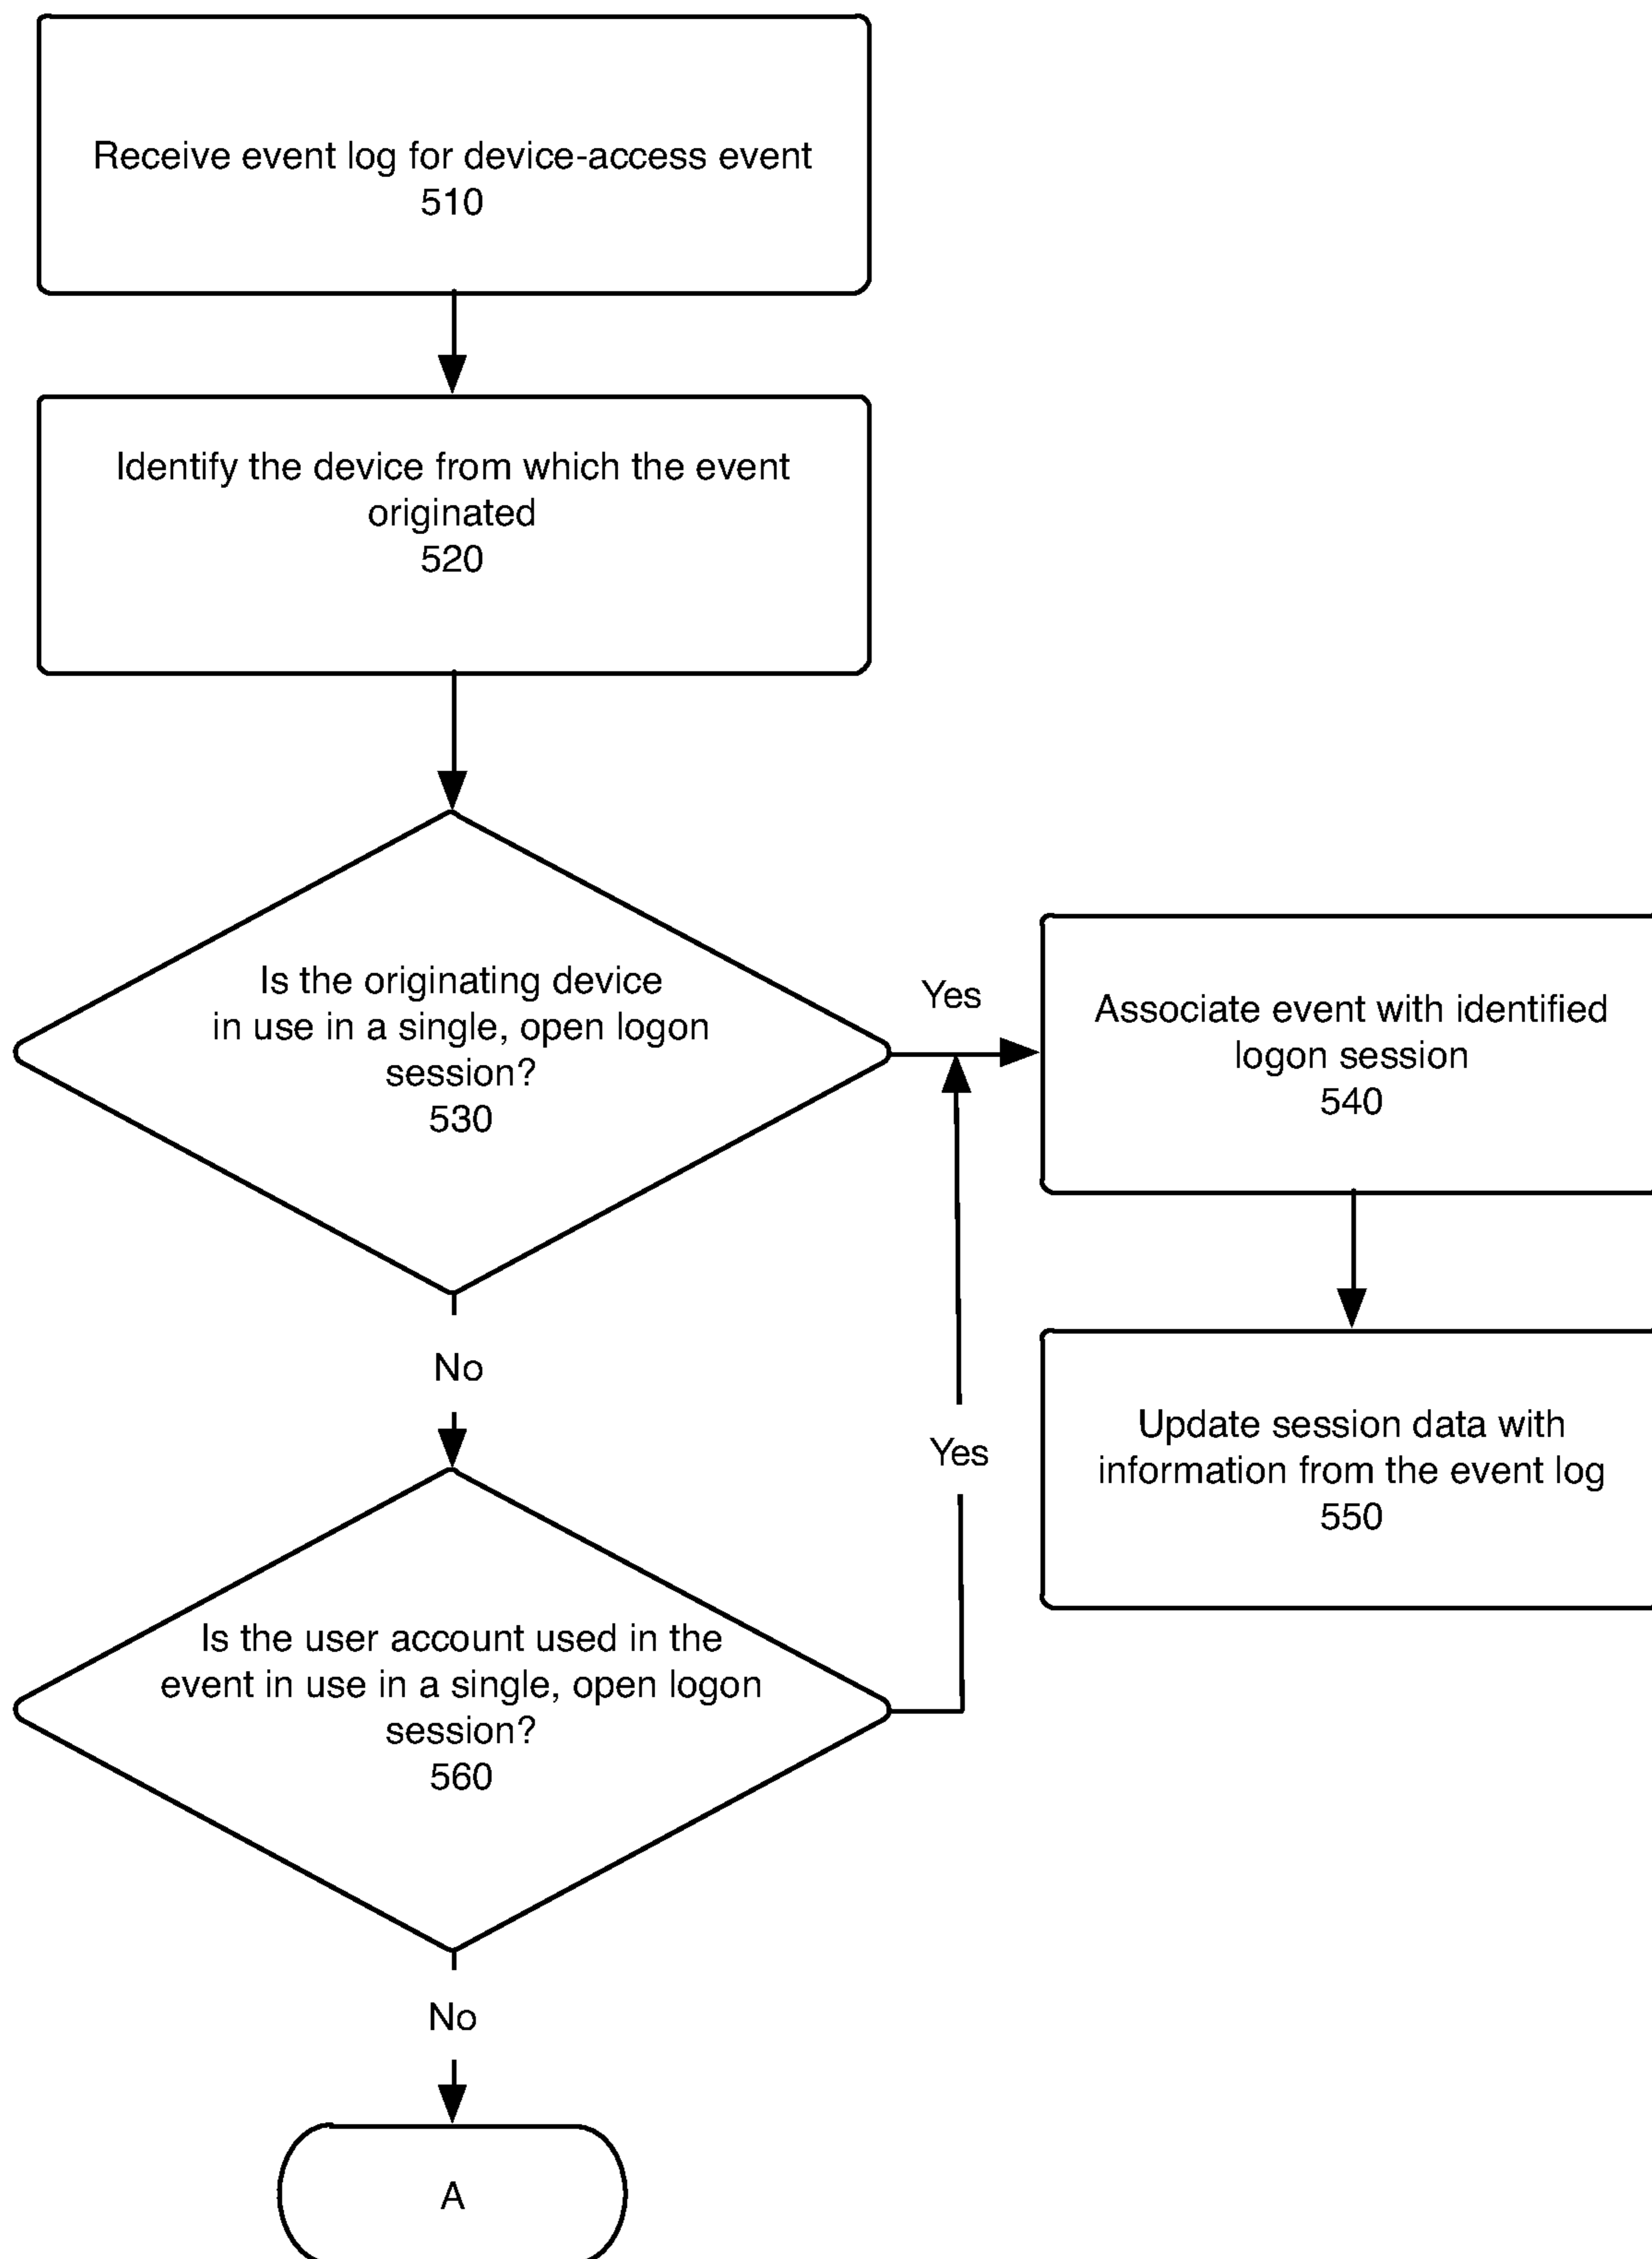 Receive event log for device-access event
510
Identify the device from which the event
originated
520
Is the originating device
in use in a single, open logon
session?
530
Yes
Associate event with identified
logon session
540
No
Yes
Update session data with
information from the event log
550
Is the user account used in the
event in use in a single, open logon
session?
560
No
A